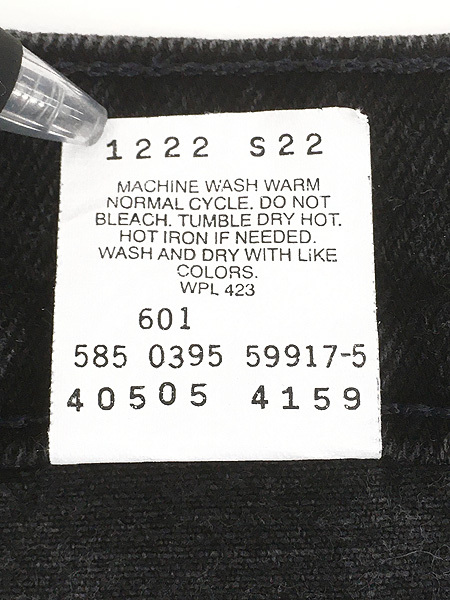 1222 S22
MACHINE WASH WARM
NORMAL CYCLE. DO NOT
BLEACH. TUMBLE DRY HOT.
HOT IRON IF NEEDED.
WASH AND DRY WITH LiKE
COLORS.
WPL 423
601
585 0395 59917-5
40505 4159